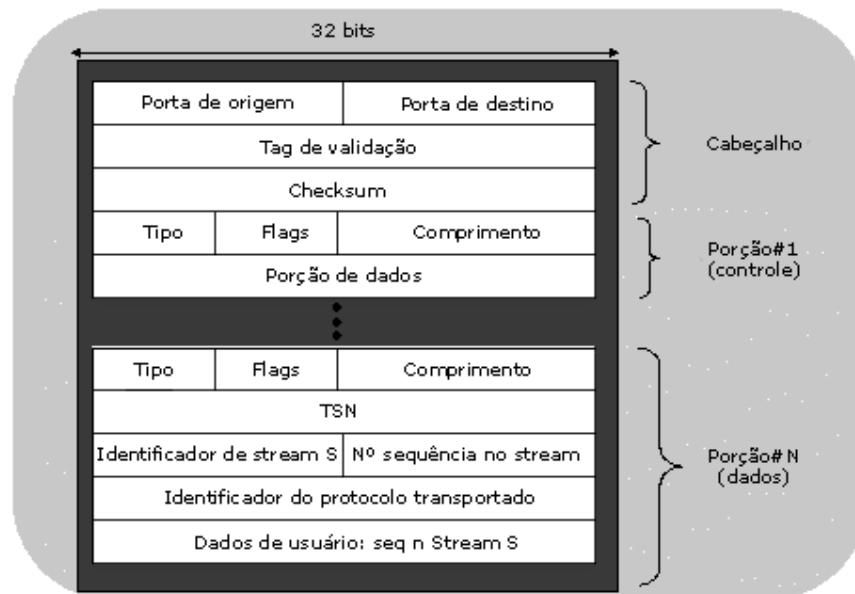 32 bits
Porta de origem
Porta de destino
Tag de validação
Checksum
Cabeçalho
Tipo
Flags
Comprimento
Porção de dados
Porção#1
(controle)
Tipo
Flags
Comprimento
TSN
Identificador de stream S
Nº sequência no stream
Identificador do protocolo transportado
Dados de usuário: seq n Stream S
Porção#N
(dados)